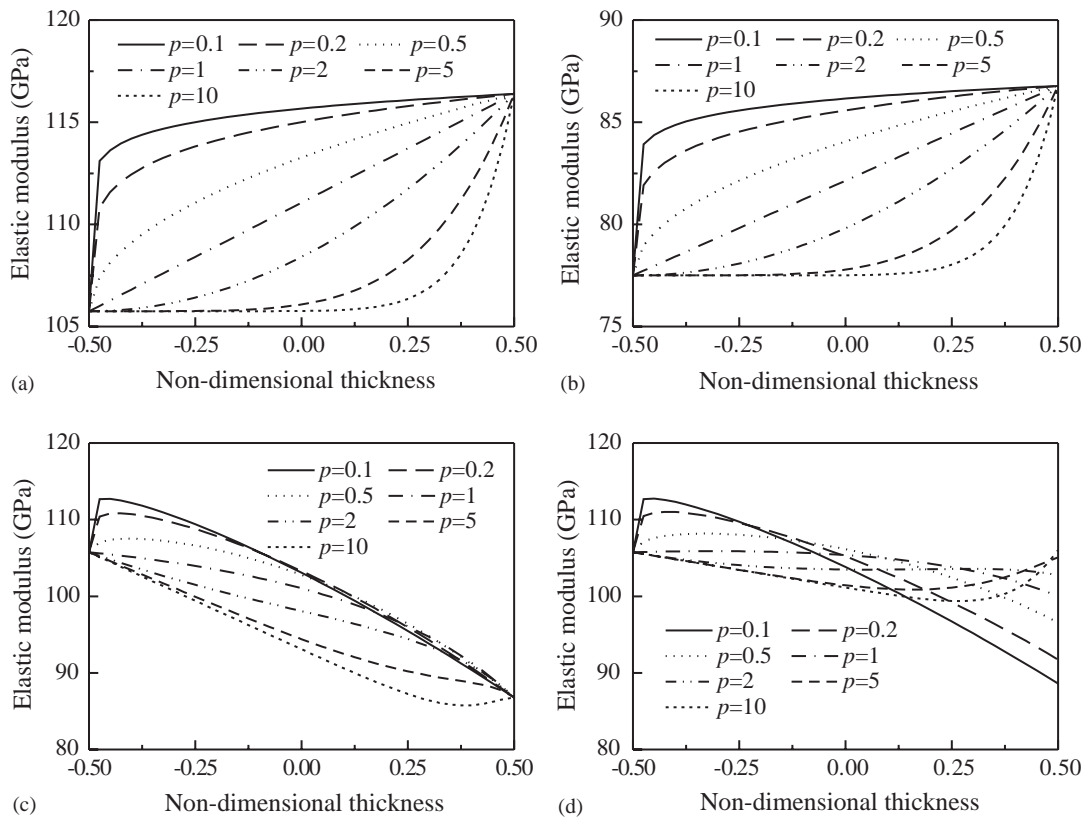 120
115
110
105
Elastic modulus (GPa)
p=0.1 p=0.2 p=0.5
p=1 p=2 p=5
p=10
-0.50 -0.25 0.00 0.25 0.50
(a) Non-dimensional thickness
90
85
80
75
Elastic modulus (GPa)
p=0.1 p=0.2 p=0.5
p=1 p=2 p=5
p=10
-0.50 -0.25 0.00 0.25 0.50
(b) Non-dimensional thickness
120
110
100
90
80
Elastic modulus (GPa)
p=0.1 p=0.2
p=0.5 p=1
p=2 p=5
p=10
-0.50 -0.25 0.00 0.25 0.50
(c) Non-dimensional thickness
120
110
100
90
80
Elastic modulus (GPa)
p=0.1 p=0.2
p=0.5 p=1
p=2 p=5
p=10
-0.50 -0.25 0.00 0.25 0.50
(d) Non-dimensional thickness